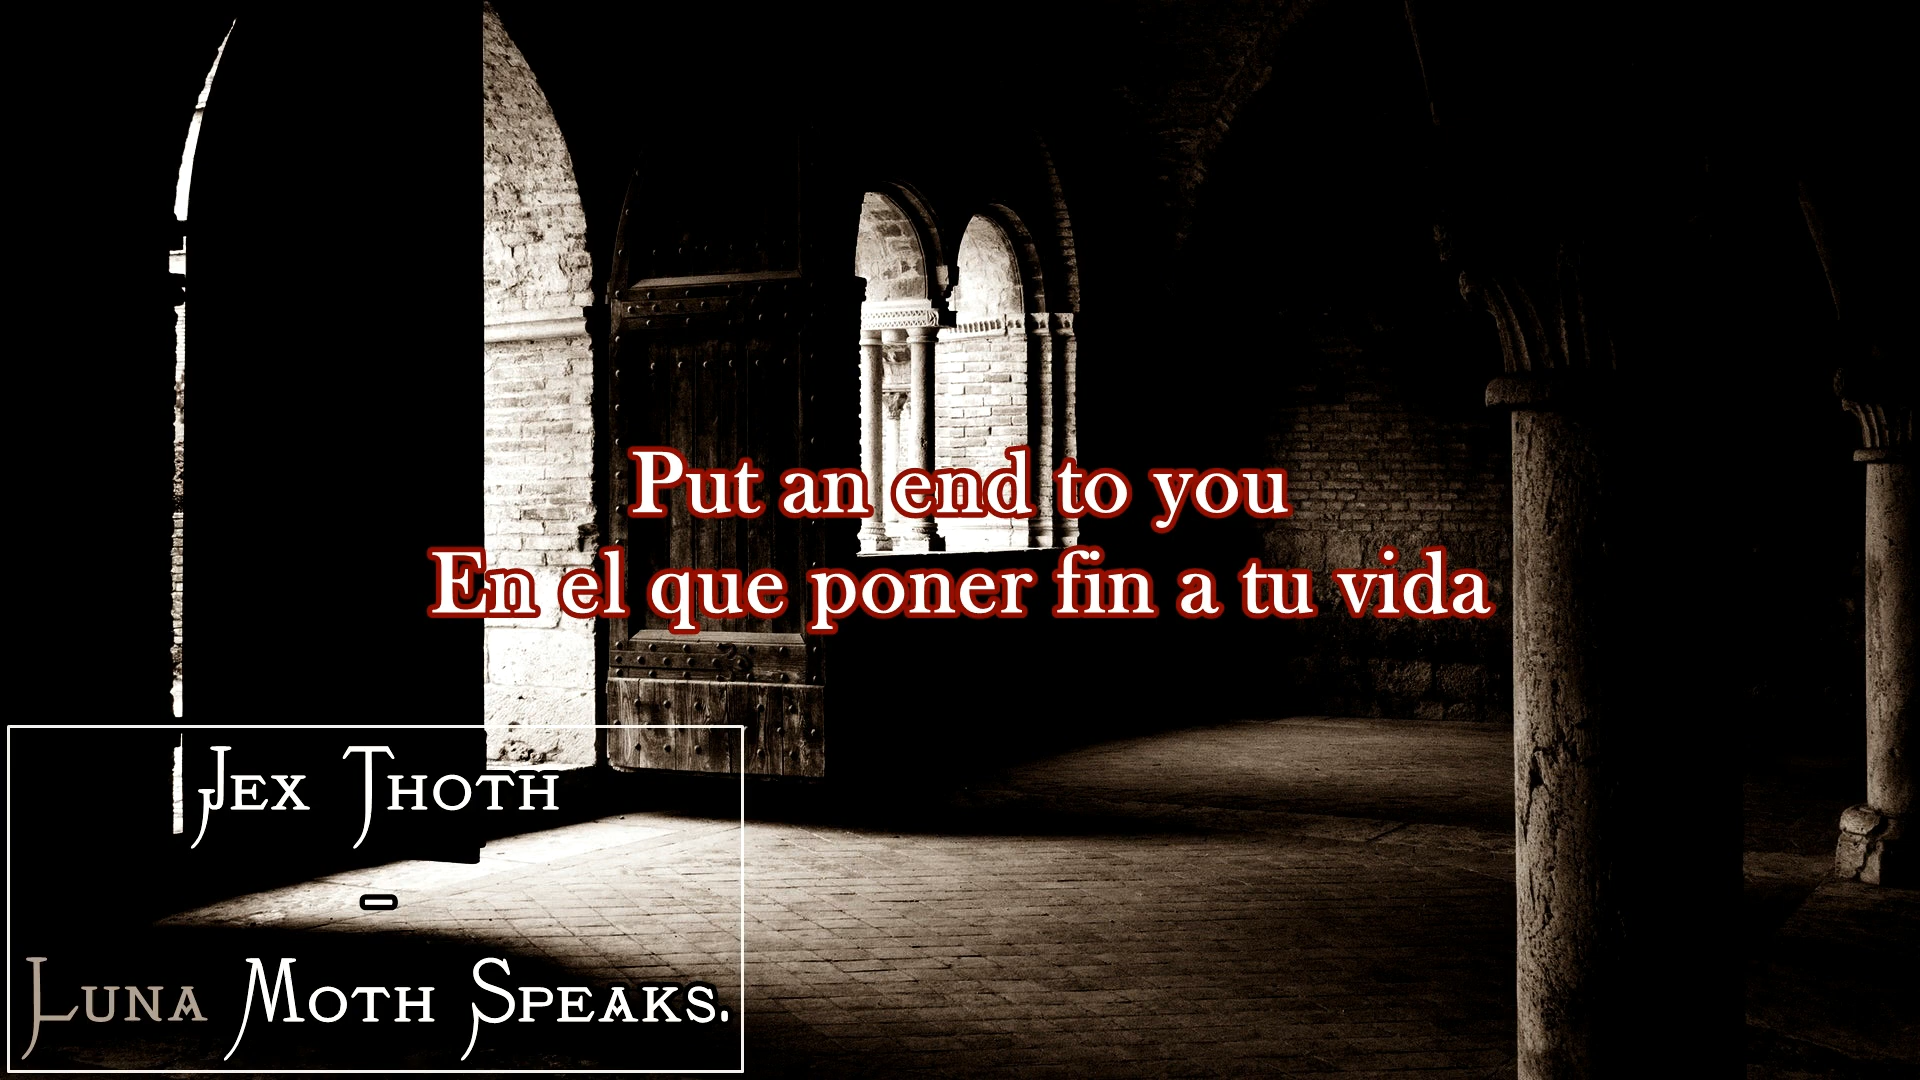 Put an end to you
En el que poner fin a tu vida
Jex Thoth
-
Luna Moth Speaks.